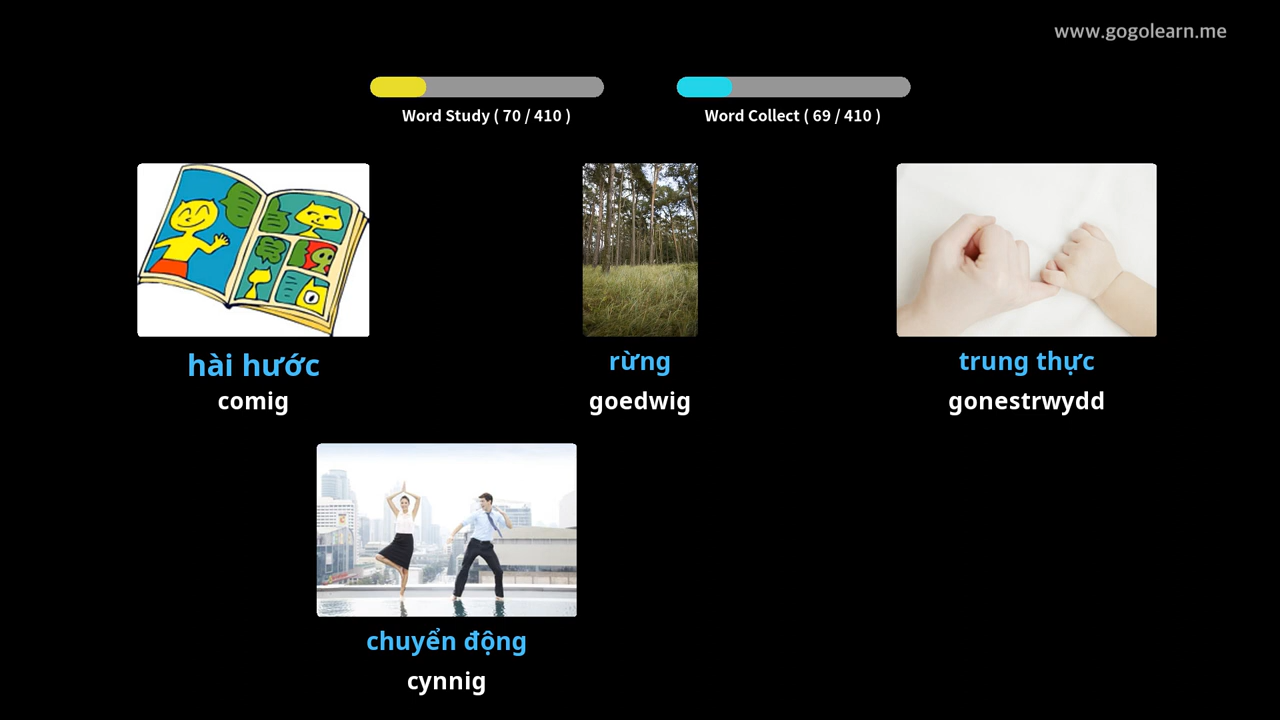 www.gogolearn.me
Word Study ( 70 / 410 )
Word Collect ( 69 / 410 )
hài hước
comig
rừng
goedwig
trung thực
gonestrwydd
chuyển động
cynnig